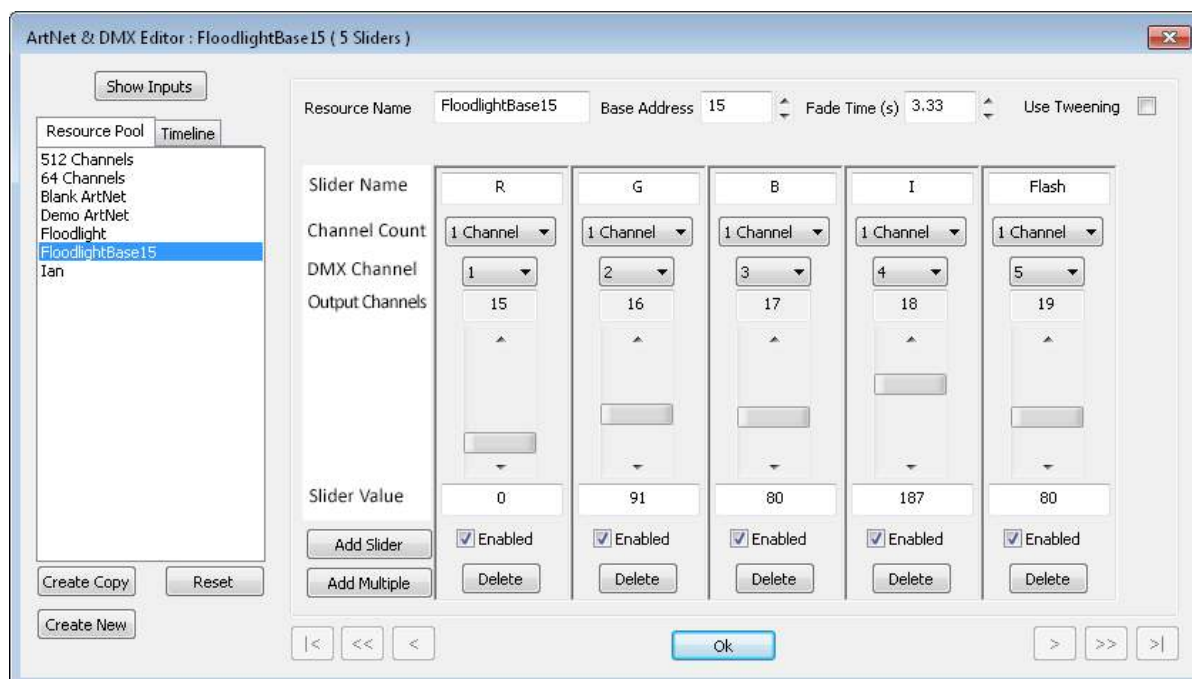 ArtNet & DMX Editor : FloodlightBase15 ( 5 Sliders )
Show Inputs
Resource Pool Timeline
512 Channels
64 Channels
Blank ArtNet
Demo ArtNet
Floodlight
FloodlightBase15
Ian
Create Copy Reset
Create New
Resource Name FloodlightBase15 Base Address 15 Fade Time (s) 3.33 Use Tweening
Slider Name R G B I Flash
Channel Count 1 Channel 1 Channel 1 Channel 1 Channel 1 Channel
DMX Channel 1 2 3 4 5
Output Channels 15 16 17 18 19
Slider Value 0 91 80 187 80
Add Slider Enabled Enabled Enabled Enabled Enabled
Add Multiple Delete Delete Delete Delete Delete
|< << < Ok > >> >|